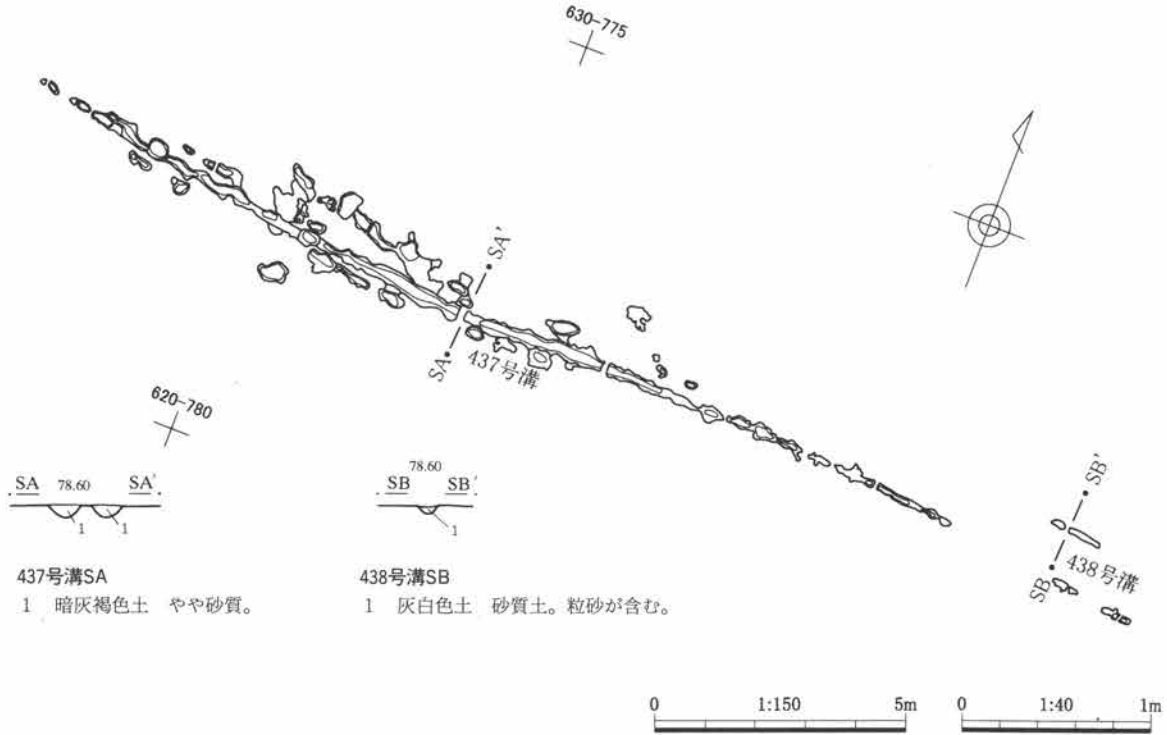 630-775
SA'
SA
437号溝
620-780
SA 78.60 SA'
1 1
78.60
SB SB'
1
SB'
438号溝
SB
437号溝SA
1 暗灰褐色土 やや砂質。
438号溝SB
1 灰白色土 砂質土。粒砂が含む。
0 1:150 5m
0 1:40 1m